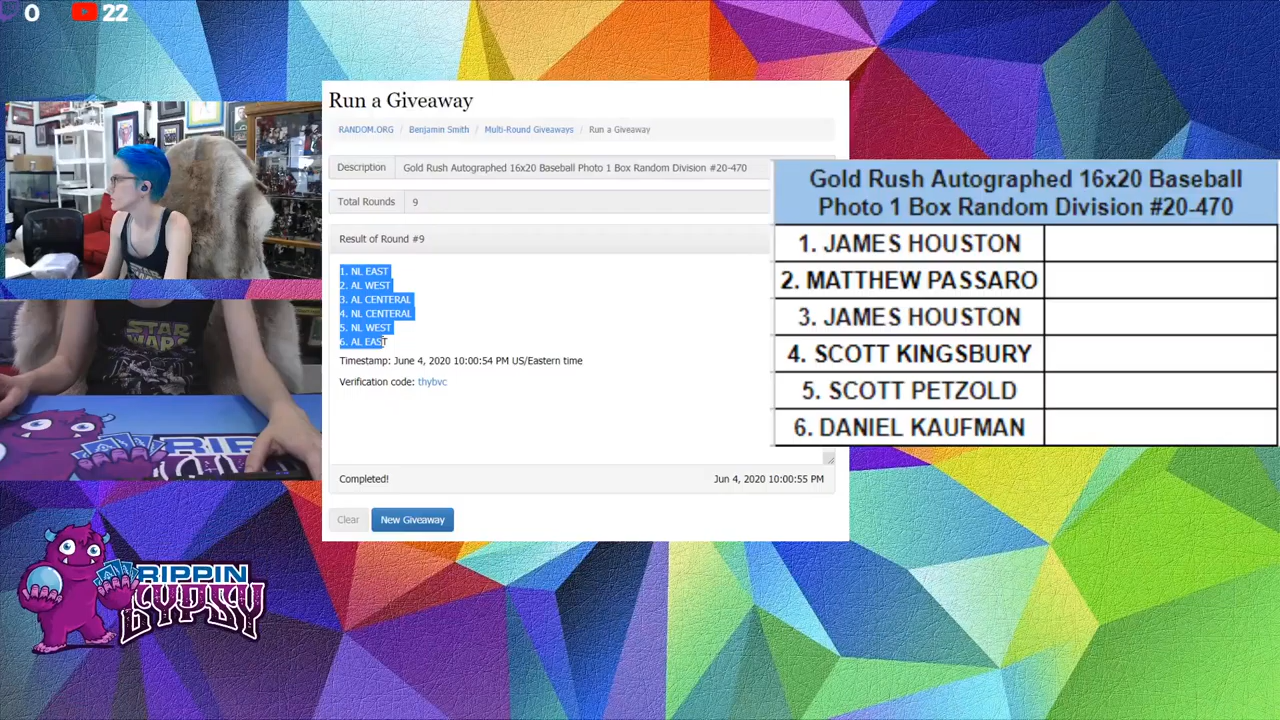 0
22
Run a Giveaway
RANDOM.ORG / Benjamin Smith / Multi-Round Giveaways / Run a Giveaway
Description Gold Rush Autographed 16x20 Baseball Photo 1 Box Random Division #20-470
Total Rounds 9
Result of Round #9
1. NL EAST
2. AL WEST
3. AL CENTERAL
4. NL CENTERAL
5. NL WEST
6. AL EAST
Timestamp: June 4, 2020 10:00:54 PM US/Eastern time
Verification code: thybvc
Completed! Jun 4, 2020 10:00:55 PM
Clear New Giveaway
Gold Rush Autographed 16x20 Baseball
Photo 1 Box Random Division #20-470
1. JAMES HOUSTON
2. MATTHEW PASSARO
3. JAMES HOUSTON
4. SCOTT KINGSBURY
5. SCOTT PETZOLD
6. DANIEL KAUFMAN
STAR
WARS
RIPPIN
GYPSY